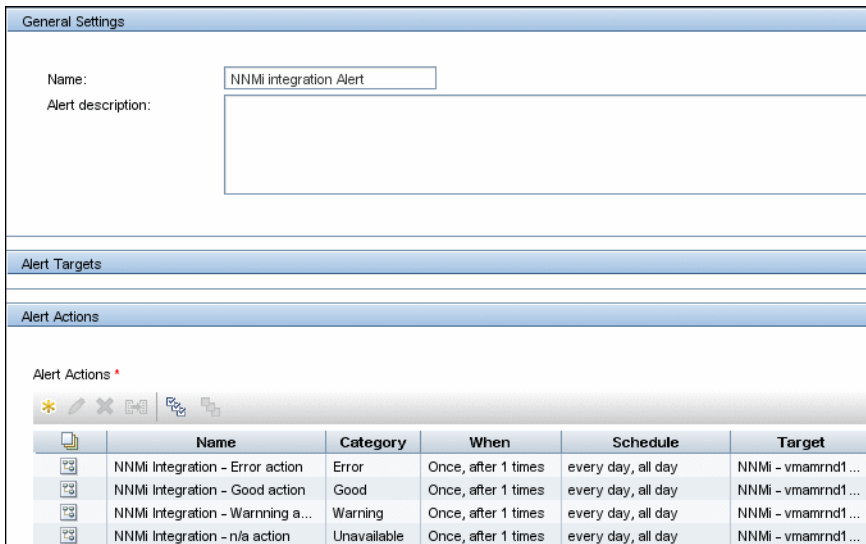 General Settings
Name: NNMi integration Alert
Alert description:
Alert Targets
Alert Actions
Alert Actions *
Name Category When Schedule Target
NNMi Integration - Error action Error Once, after 1 times every day, all day NNMi - vmamrnd1...
NNMi Integration - Good action Good Once, after 1 times every day, all day NNMi - vmamrnd1...
NNMi Integration - Warnning a... Warning Once, after 1 times every day, all day NNMi - vmamrnd1...
NNMi Integration - n/a action Unavailable Once, after 1 times every day, all day NNMi - vmamrnd1...